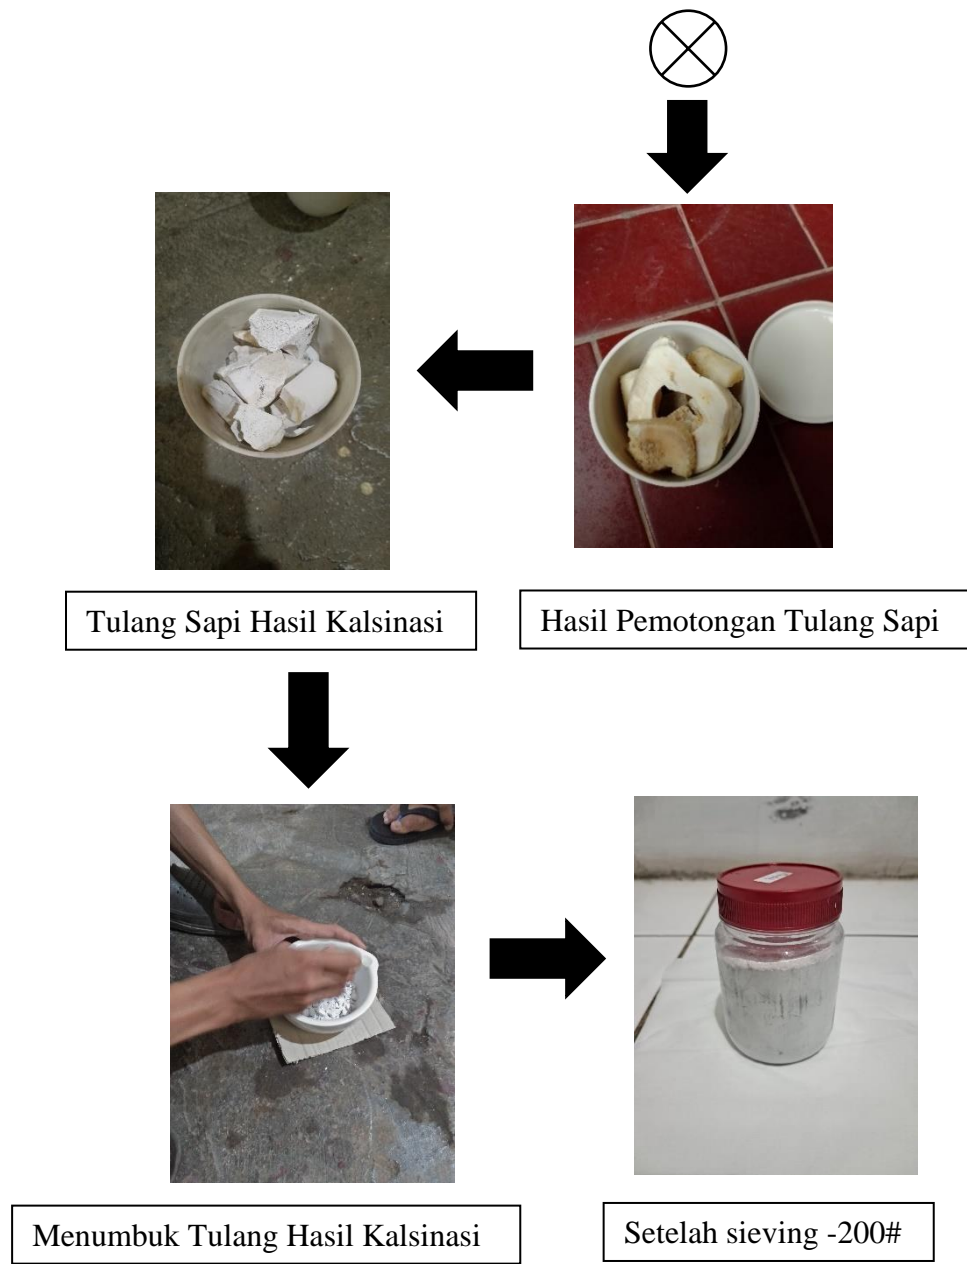 Hasil Pemotongan Tulang Sapi
Tulang Sapi Hasil Kalsinasi
Menumbuk Tulang Hasil Kalsinasi
Setelah sieving -200#